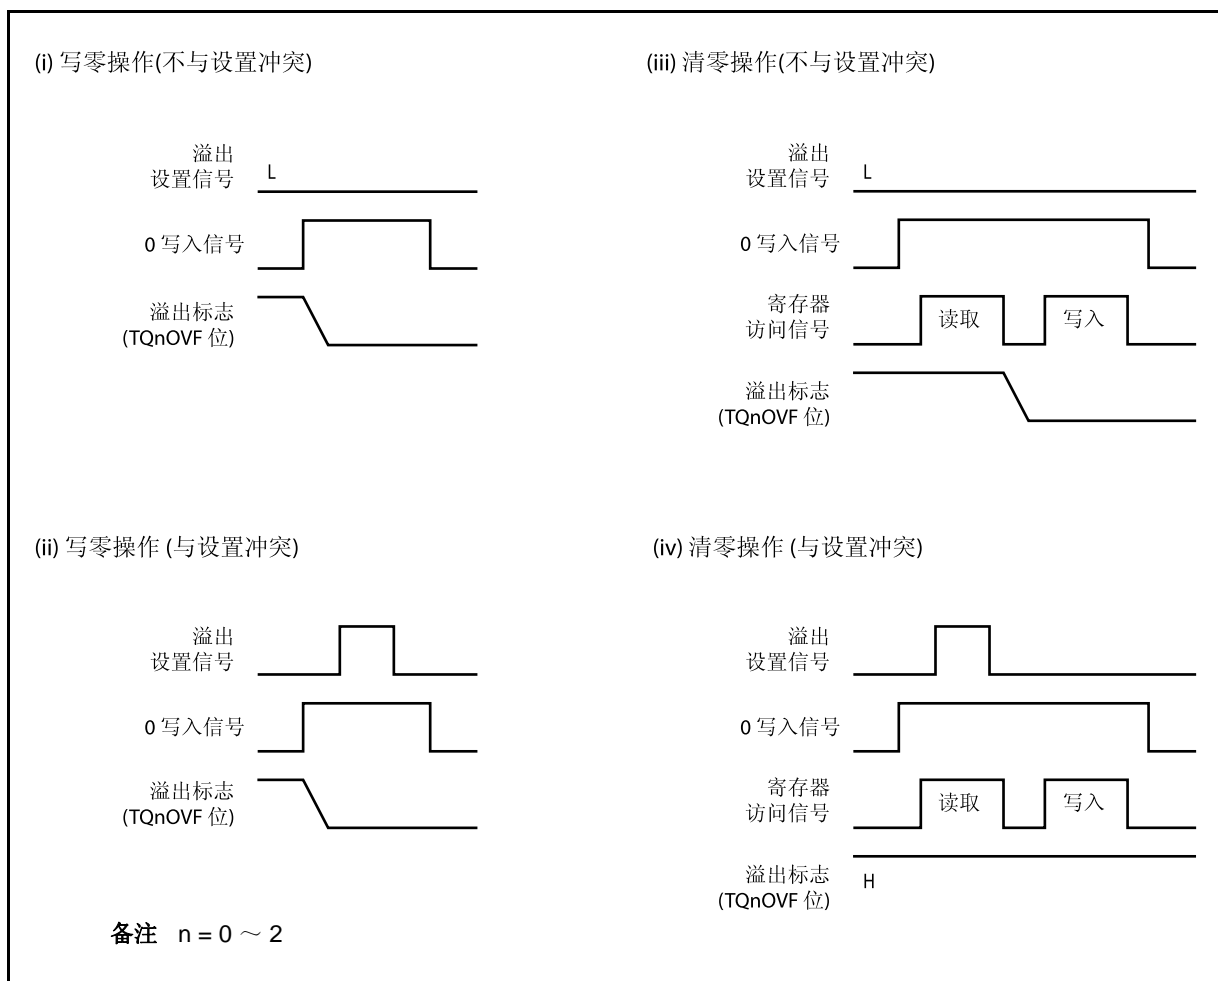 (i) 写零操作(不与设置冲突)
溢出
设置信号
L
0 写入信号
溢出标志
(TQnOVF 位)
(iii) 清零操作(不与设置冲突)
溢出
设置信号
L
0 写入信号
寄存器
访问信号
读取
写入
溢出标志
(TQnOVF 位)
(ii) 写零操作 (与设置冲突)
溢出
设置信号
0 写入信号
溢出标志
(TQnOVF 位)
(iv) 清零操作 (与设置冲突)
溢出
设置信号
0 写入信号
寄存器
访问信号
读取
写入
溢出标志
(TQnOVF 位)
H
备注 n = 0 ～ 2